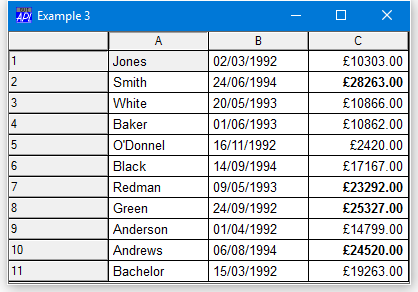 APL Example 3
A B C
1 Jones 02/03/1992 £10303.00
2 Smith 24/06/1994 £28263.00
3 White 20/05/1993 £10866.00
4 Baker 01/06/1993 £10862.00
5 O'Donnel 16/11/1992 £2420.00
6 Black 14/09/1994 £17167.00
7 Redman 09/05/1993 £23292.00
8 Green 24/09/1992 £25327.00
9 Anderson 01/04/1992 £14799.00
10 Andrews 06/08/1994 £24520.00
11 Bachelor 15/03/1992 £19263.00